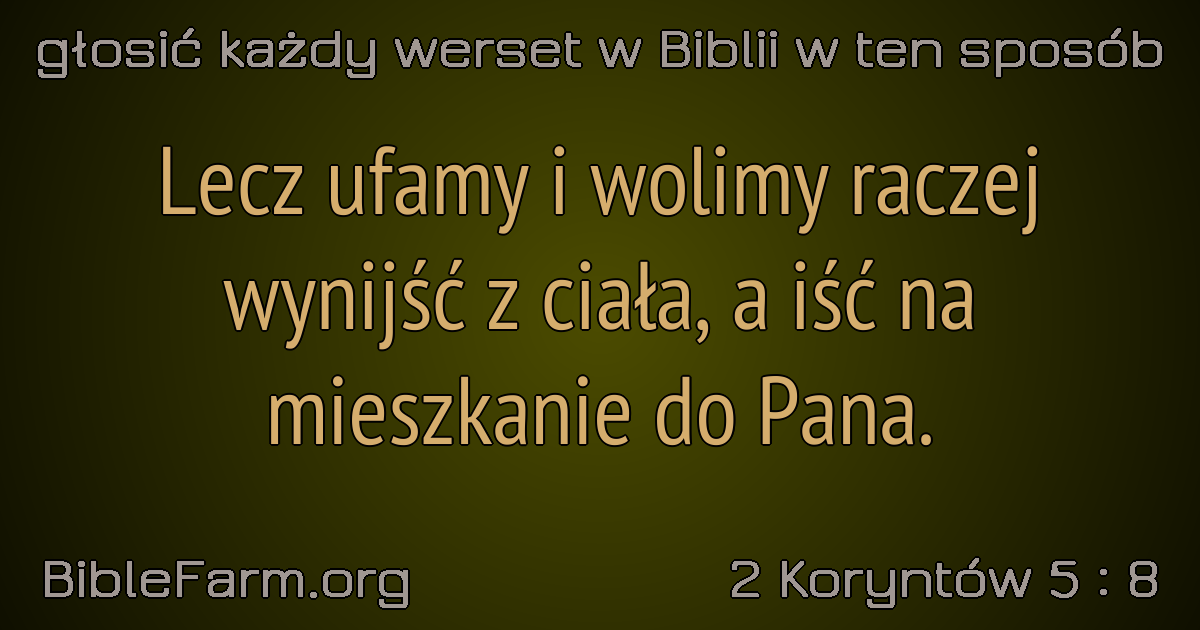 głosić każdy werset w Biblii w ten sposób
Lecz ufamy i wolimy raczej
wynijść z ciała, a iść na
mieszkanie do Pana.
BibleFarm.org
2 Koryntów 5 : 8